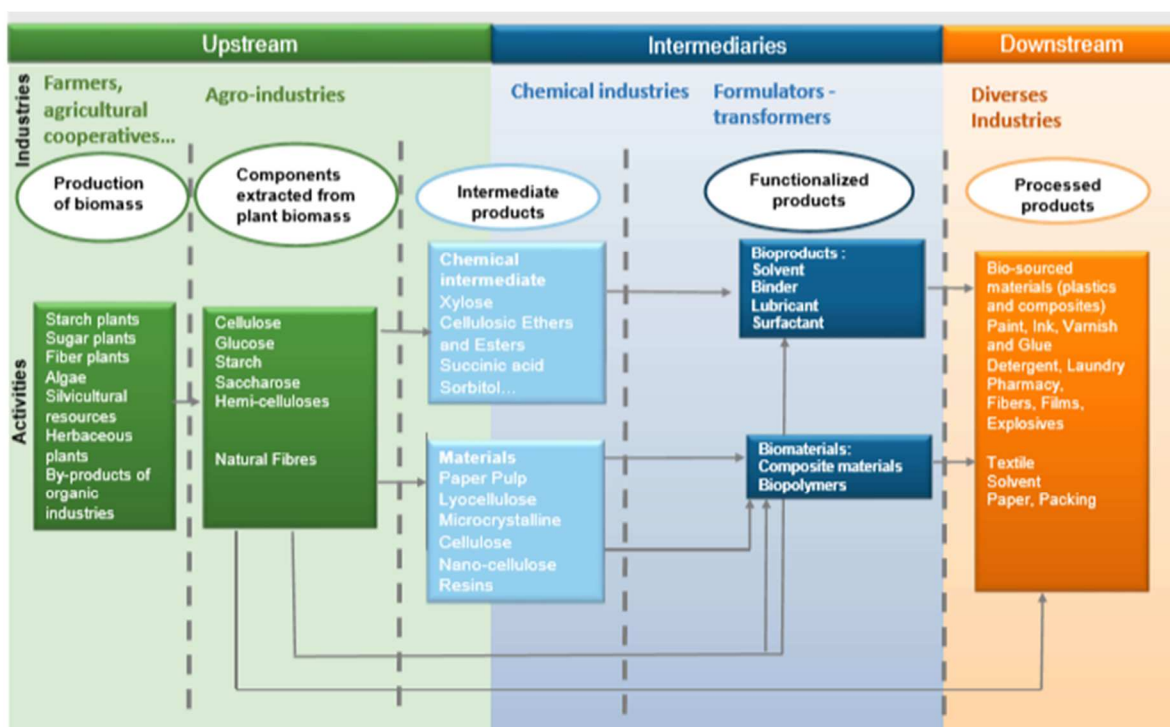 Upstream
Intermediaries
Downstream
Industries
Farmers,
agricultural
cooperatives...
Agro-industries
Chemical industries
Formulators -
transformers
Diverses
Industries
Production
of biomass
Components
extracted from
plant biomass
Intermediate
products
Functionalized
products
Processed
products
Activities
Starch plants
Sugar plants
Fiber plants
Algae
Silvicultural
resources
Herbaceous
plants
By-products of
organic
industries
Cellulose
Glucose
Starch
Saccharose
Hemi-celluloses
Natural Fibres
Chemical
intermediate
Xylose
Cellulosic Ethers
and Esters
Succinic acid
Sorbitol...
Materials
Paper Pulp
Lyocellulose
Microcrystalline
Cellulose
Nano-cellulose
Resins
Bioproducts :
Solvent
Binder
Lubricant
Surfactant
Biomaterials:
Composite materials
Biopolymers
Bio-sourced
materials (plastics
and composites)
Paint, Ink, Varnish
and Glue
Detergent, Laundry
Pharmacy,
Fibers, Films,
Explosives
Textile
Solvent
Paper, Packing